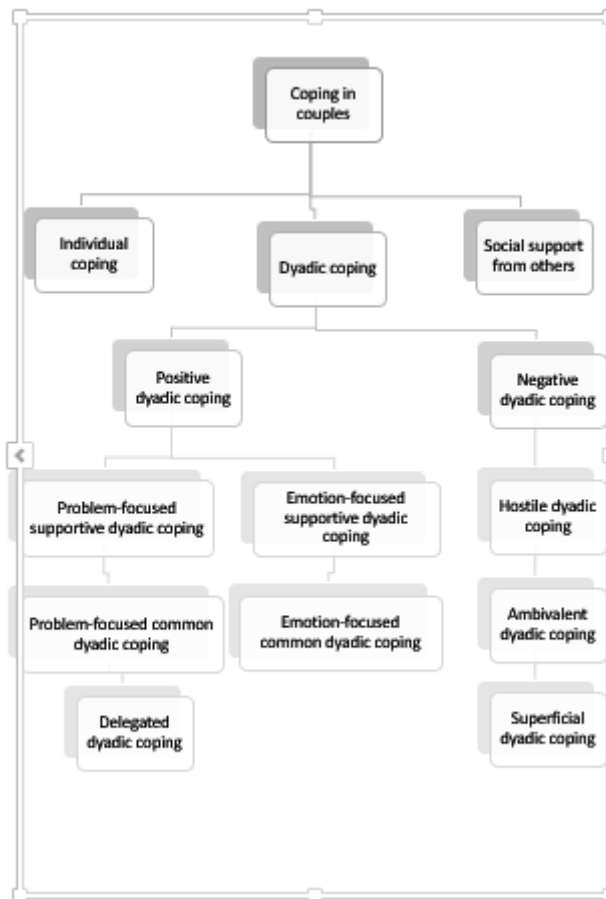 Coping in
couples
Individual
coping
Dyadic coping
Social support
from others
Positive
dyadic coping
Negative
dyadic coping
Problem-focused
supportive dyadic coping
Emotion-focused
supportive dyadic
coping
Hostile dyadic
coping
Problem-focused common
dyadic coping
Emotion-focused
common dyadic coping
Ambivalent
dyadic coping
Delegated
dyadic coping
Superficial
dyadic coping